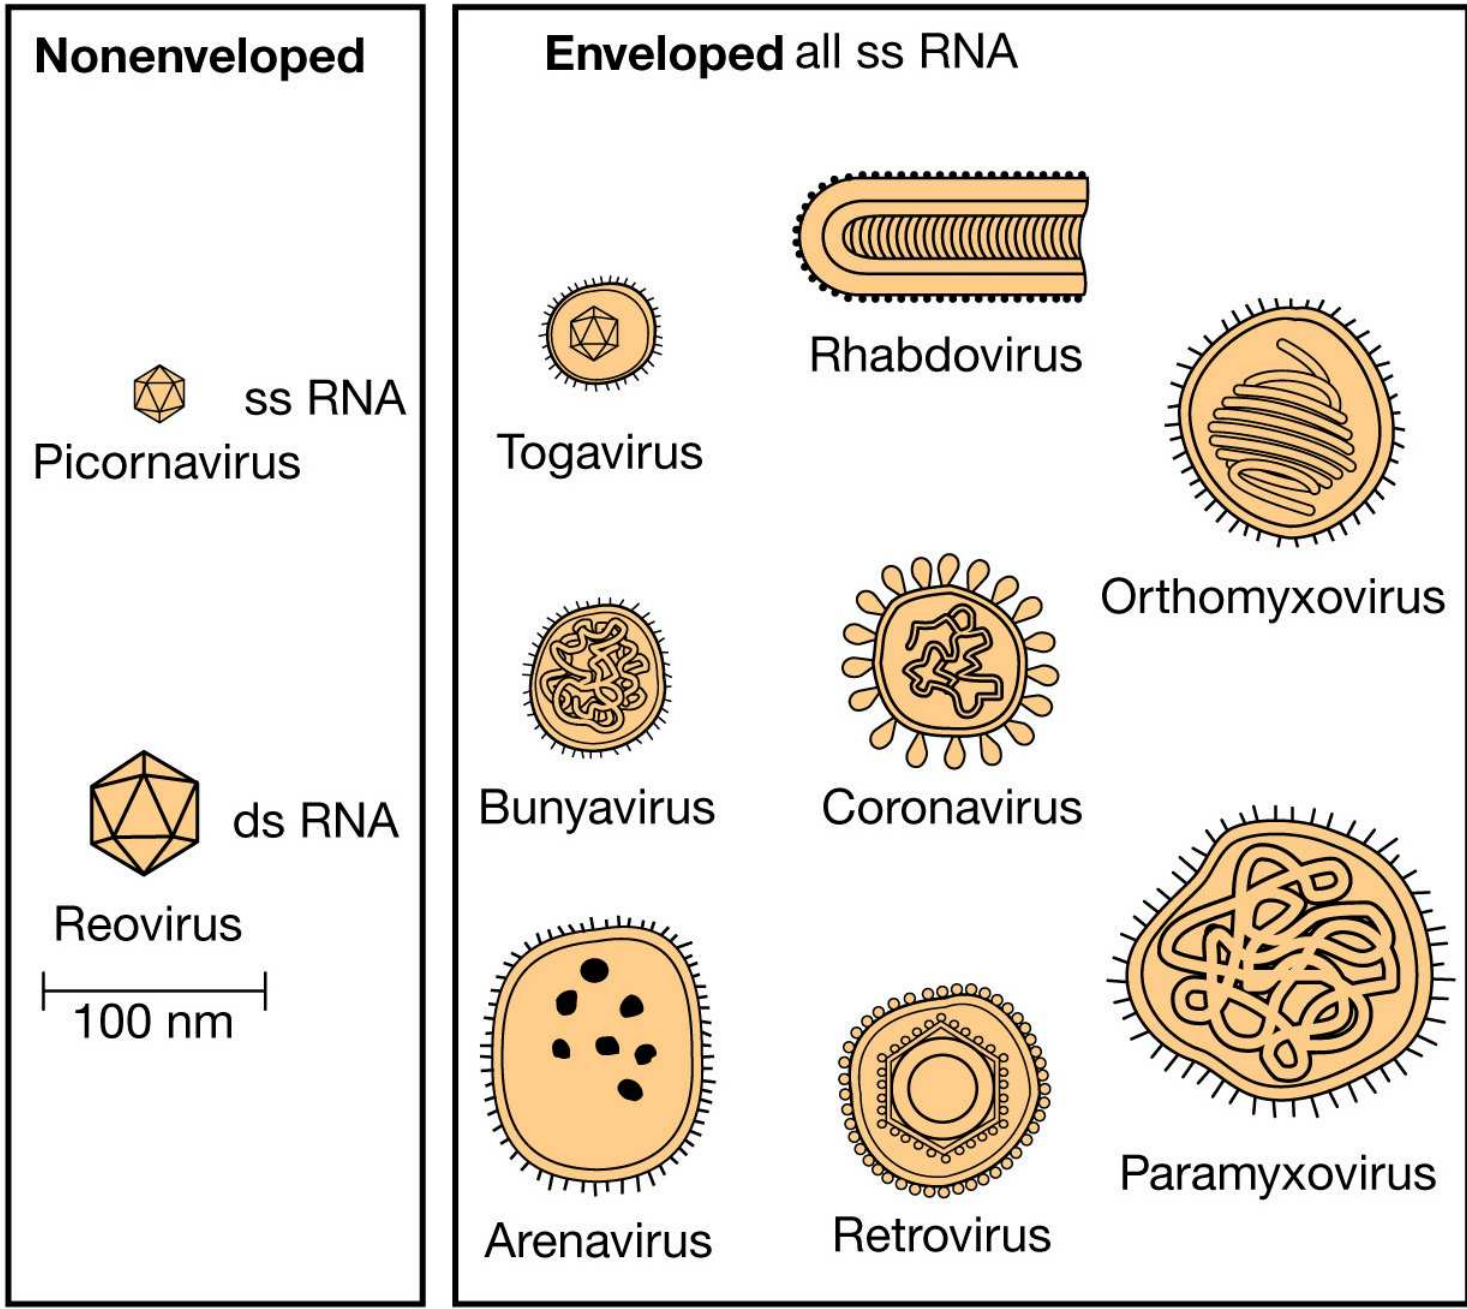 Nonenveloped
ss RNA
Picornavirus
ds RNA
Reovirus
100 nm
Enveloped all ss RNA
Rhabdovirus
Togavirus
Orthomyxovirus
Bunyavirus
Coronavirus
Paramyxovirus
Arenavirus
Retrovirus